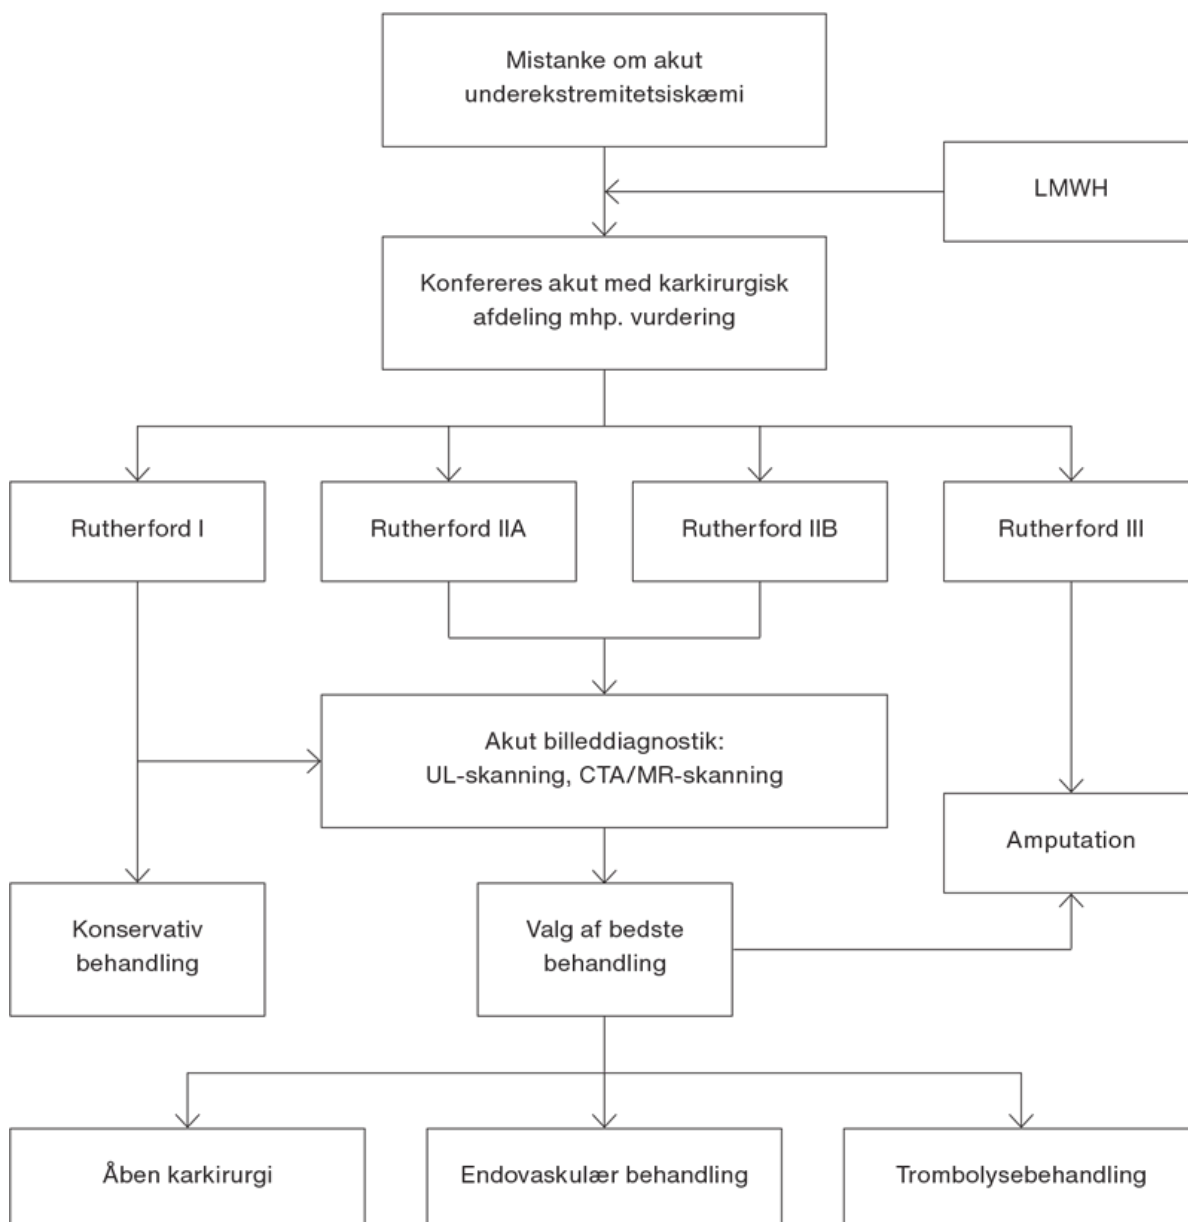 Mistanke om akut
underekstremitetsiskæmi
LMWH
Konfereres akut med karkirurgisk
afdeling mhp. vurdering
Rutherford I
Rutherford IIA
Rutherford IIB
Rutherford III
Akut billeddiagnostik:
UL-skanning, CTA/MR-skanning
Amputation
Konservativ
behandling
Valg af bedste
behandling
Åben karkirurgi
Endovaskulær behandling
Trombolysebehandling